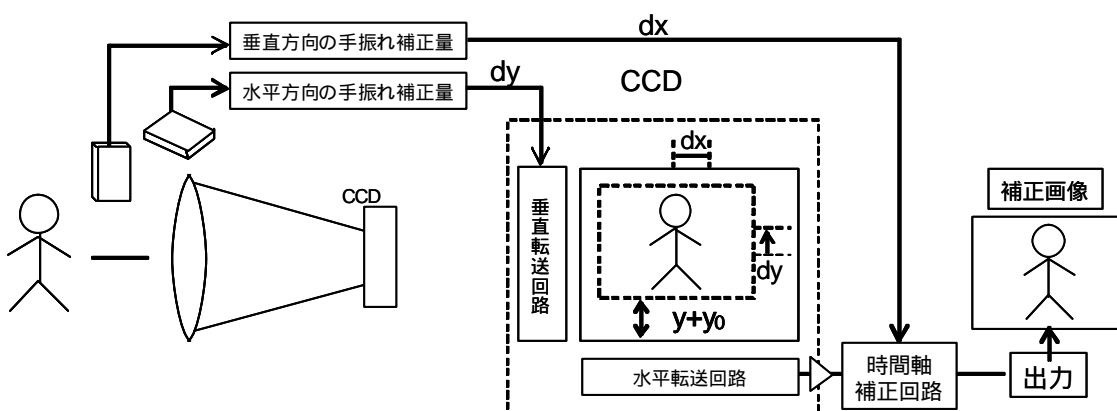 垂直方向の手振れ補正量
dx
水平方向の手振れ補正量
dy
CCD
dx
CCD
垂直転送回路
dy
y+y0
補正画像
水平転送回路
時間軸
補正回路
出力